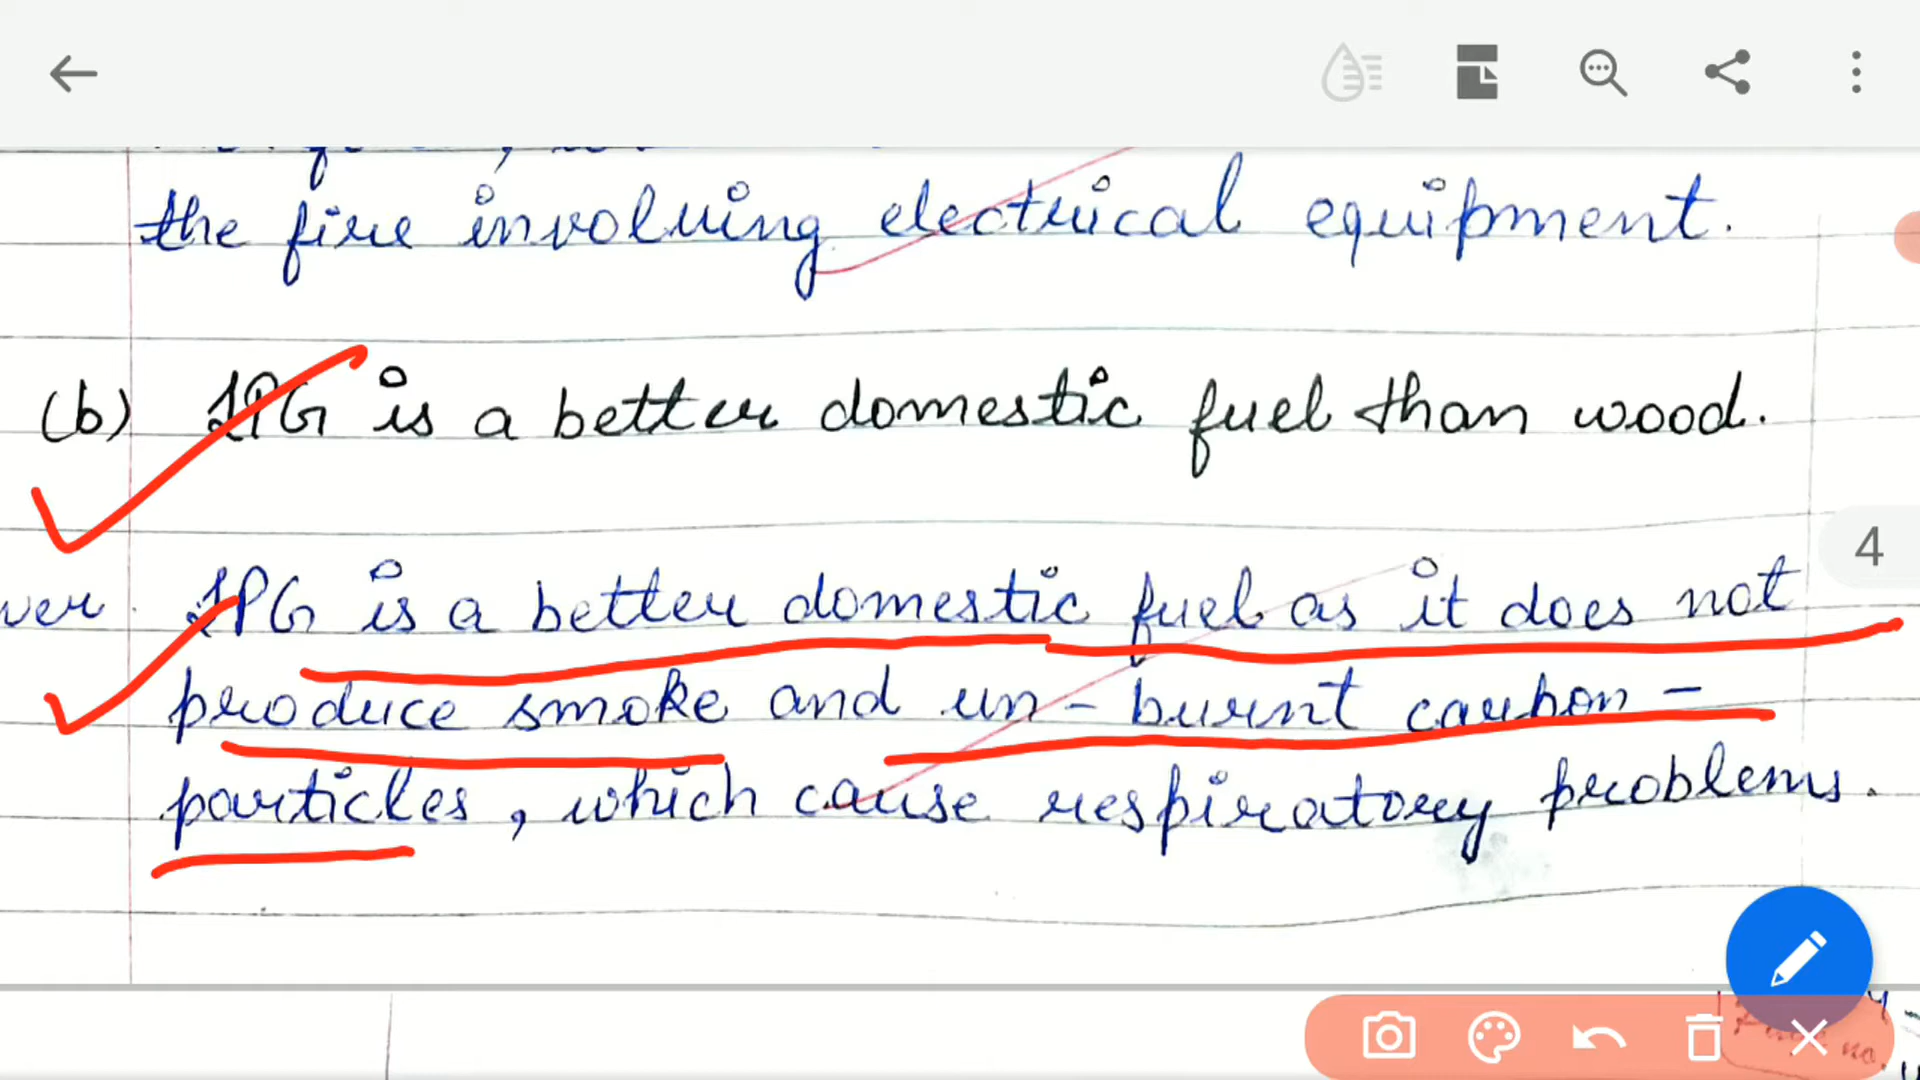 the fire involving electrical equipment.
(b) LPG is a better domestic fuel than wood.
wer. LPG is a better domestic fuel as it does not
produce smoke and un - burnt carbon -
particles, which cause respiratory problems.
4
no.